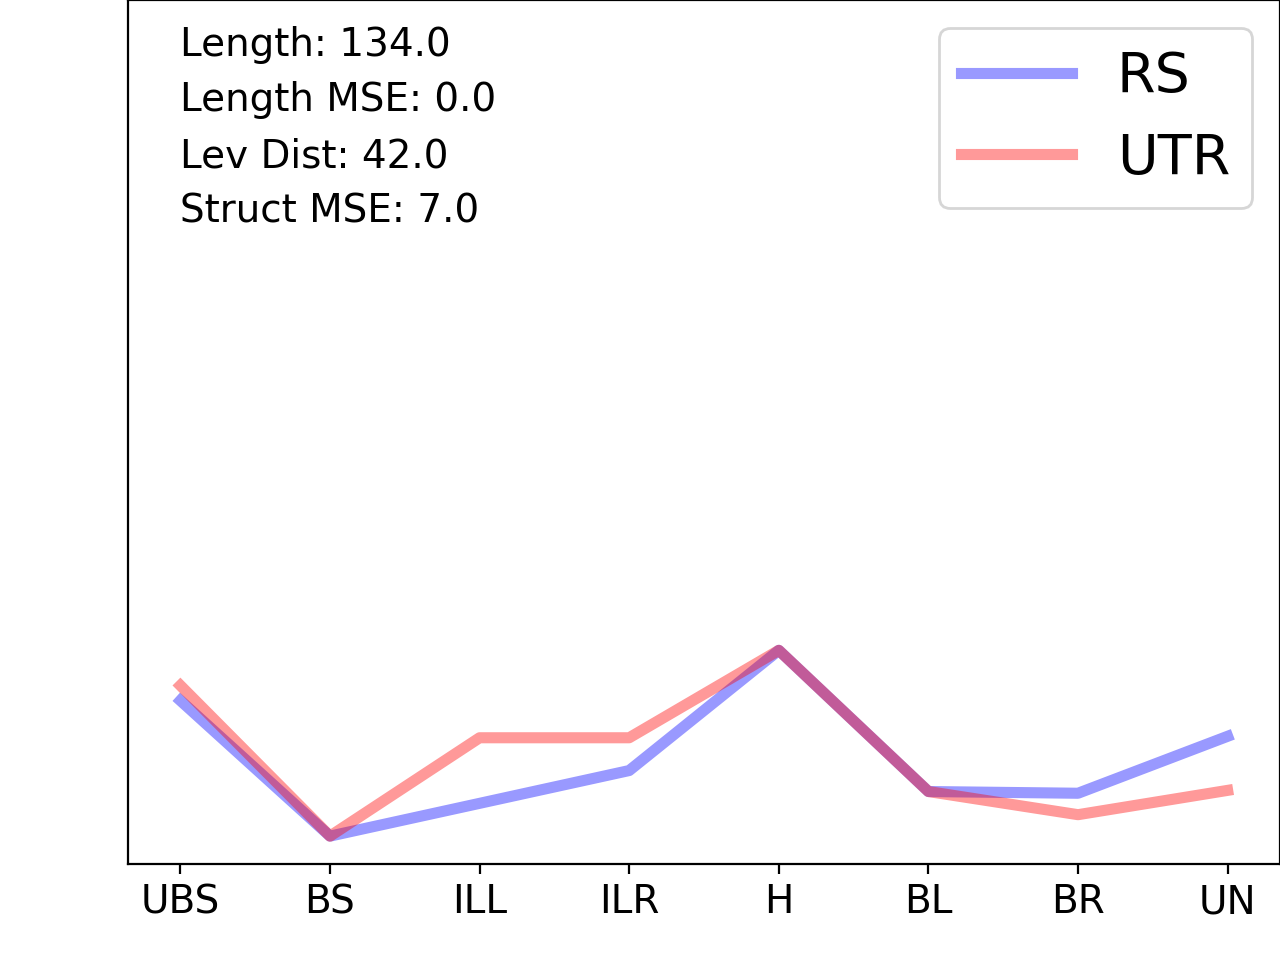 Length: 134.0
Length MSE: 0.0
Lev Dist: 42.0
Struct MSE: 7.0
RS
UTR
UBS BS ILL ILR H BL BR UN